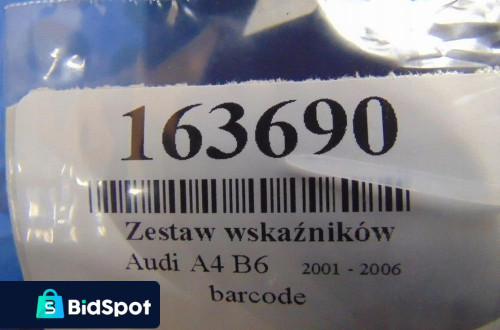 163690
Zestaw wskaźników
Audi A4 B6 2001 - 2006
barcode
S BidSpot